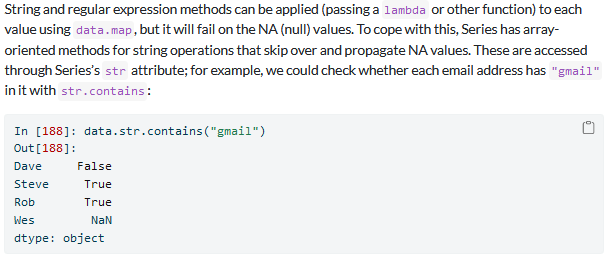 String and regular expression methods can be applied (passing a lambda or other function) to each
value using data.map, but it will fail on the NA (null) values. To cope with this, Series has array-
oriented methods for string operations that skip over and propagate NA values. These are accessed
through Series's str attribute; for example, we could check whether each email address has "gmail"
in it with str.contains:
In [188]: data.str.contains("gmail")
Out[188]:
Dave     False
Steve     True
Rob       True
Wes        NaN
dtype: object